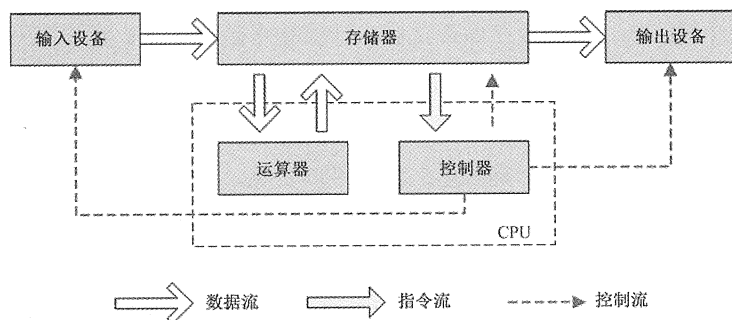 输入设备
存储器
输出设备
运算器
控制器
CPU
数据流
指令流
控制流